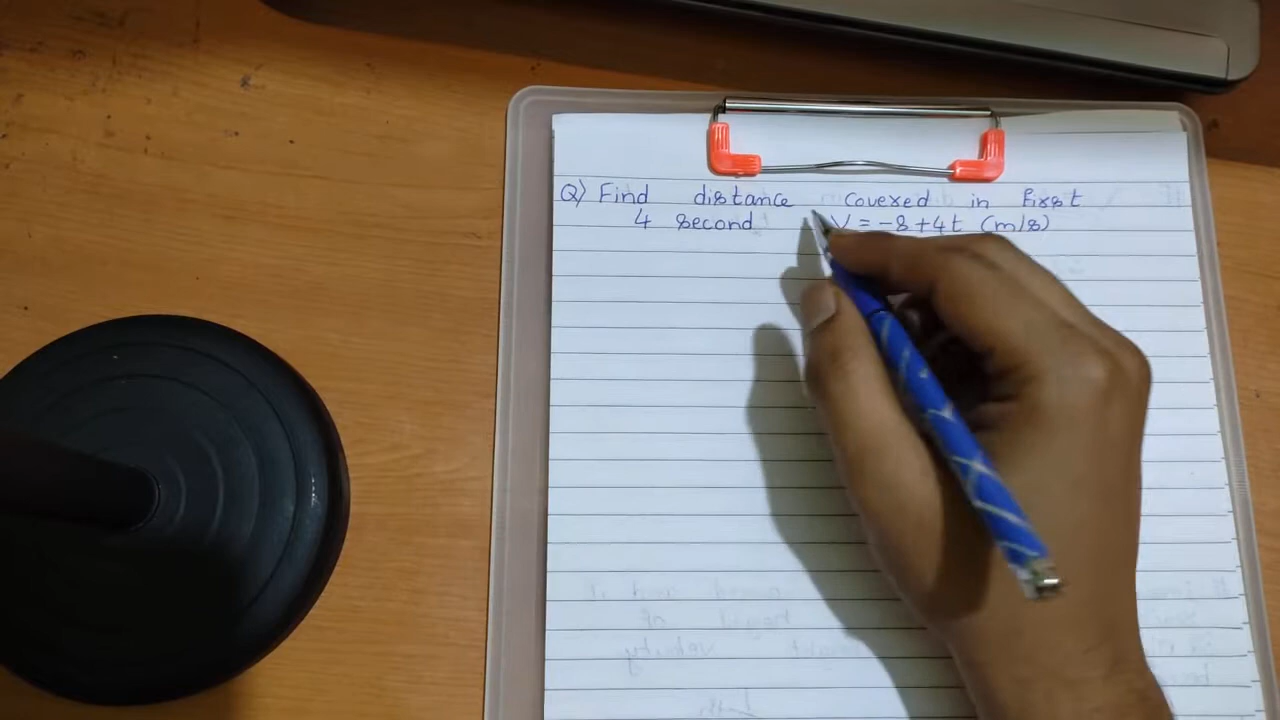 Q) Find distance covered in first
4 second V = -8+4t (m/s)